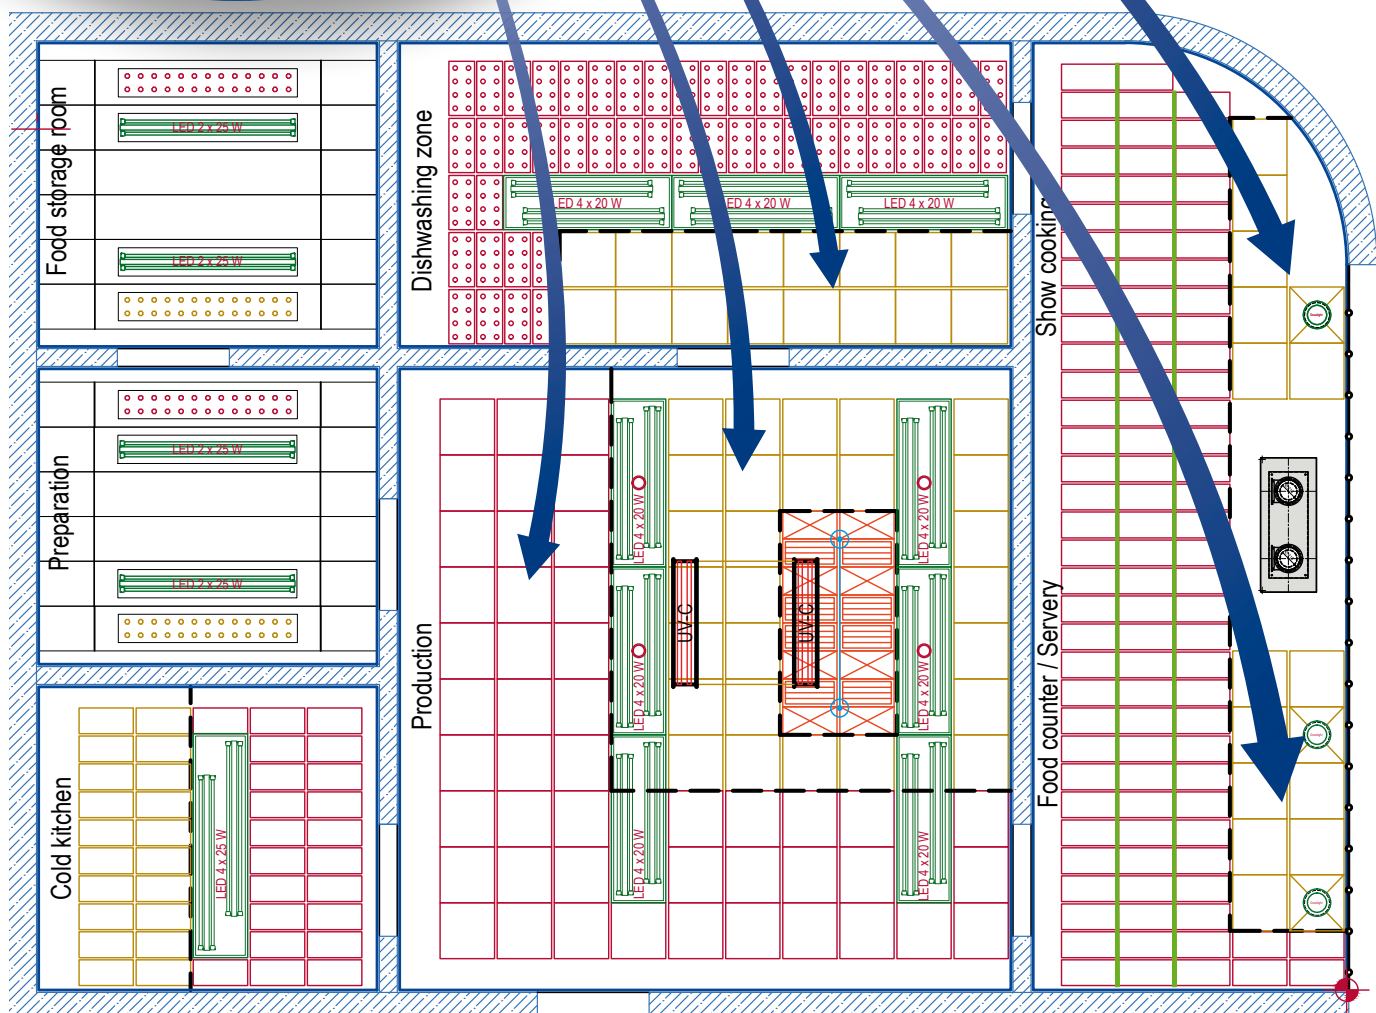 Food storage room
LED 2 x 25 W
LED 2 x 25 W
Dishwashing zone
LED 4 x 20 W
LED 4 x 20 W
LED 4 x 20 W
Show cooking
Preparation
LED 2 x 25 W
LED 2 x 25 W
Production
LED 4 x 20 W
LED 4 x 20 W
LED 4 x 20 W
UV-C
UV-C
LED 4 x 20 W
LED 4 x 20 W
LED 4 x 20 W
Food counter / Servery
Cold kitchen
LED 4 x 25 W